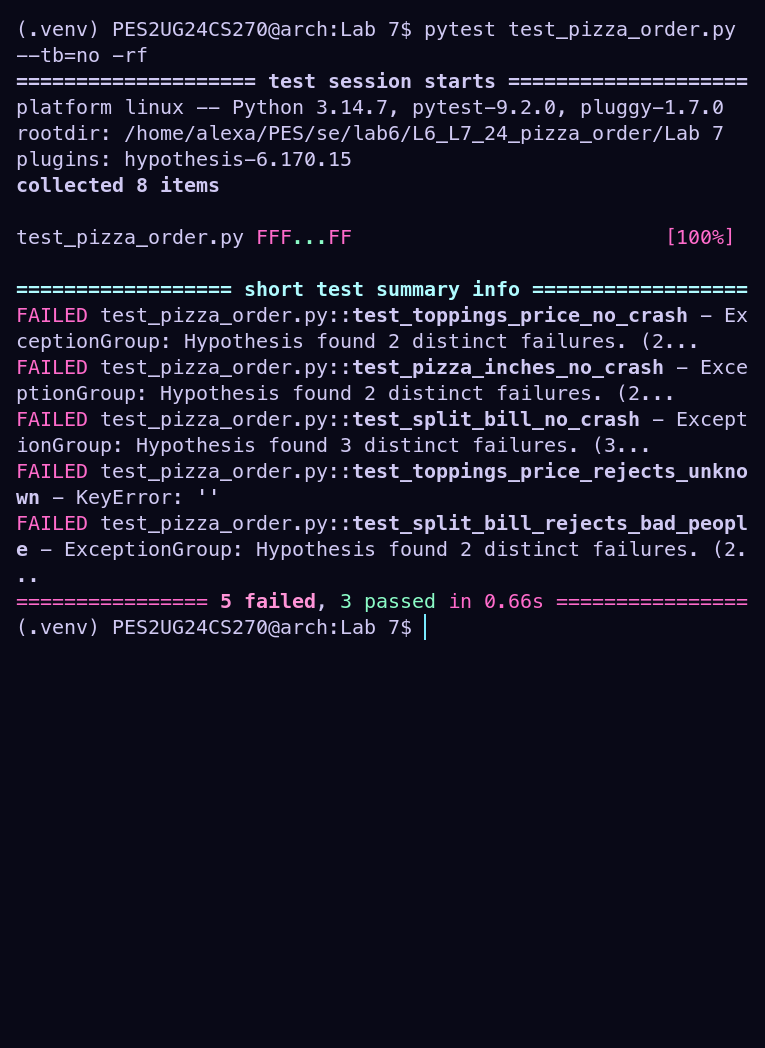 (.venv) PES2UG24CS270@arch:Lab 7$ pytest test_pizza_order.py
--tb=no -rf
==================== test session starts ====================
platform linux -- Python 3.14.7, pytest-9.2.0, pluggy-1.7.0
rootdir: /home/alexa/PES/se/lab6/L6_L7_24_pizza_order/Lab 7
plugins: hypothesis-6.170.15
collected 8 items

test_pizza_order.py FFF...FF                           [100%]

================== short test summary info ==================
FAILED test_pizza_order.py::test_toppings_price_no_crash - Ex
ceptionGroup: Hypothesis found 2 distinct failures. (2...
FAILED test_pizza_order.py::test_pizza_inches_no_crash - Exce
ptionGroup: Hypothesis found 2 distinct failures. (2...
FAILED test_pizza_order.py::test_split_bill_no_crash - Except
ionGroup: Hypothesis found 3 distinct failures. (3...
FAILED test_pizza_order.py::test_toppings_price_rejects_unkno
wn - KeyError: ''
FAILED test_pizza_order.py::test_split_bill_rejects_bad_peopl
e - ExceptionGroup: Hypothesis found 2 distinct failures. (2.
..
================ 5 failed, 3 passed in 0.66s ================
(.venv) PES2UG24CS270@arch:Lab 7$